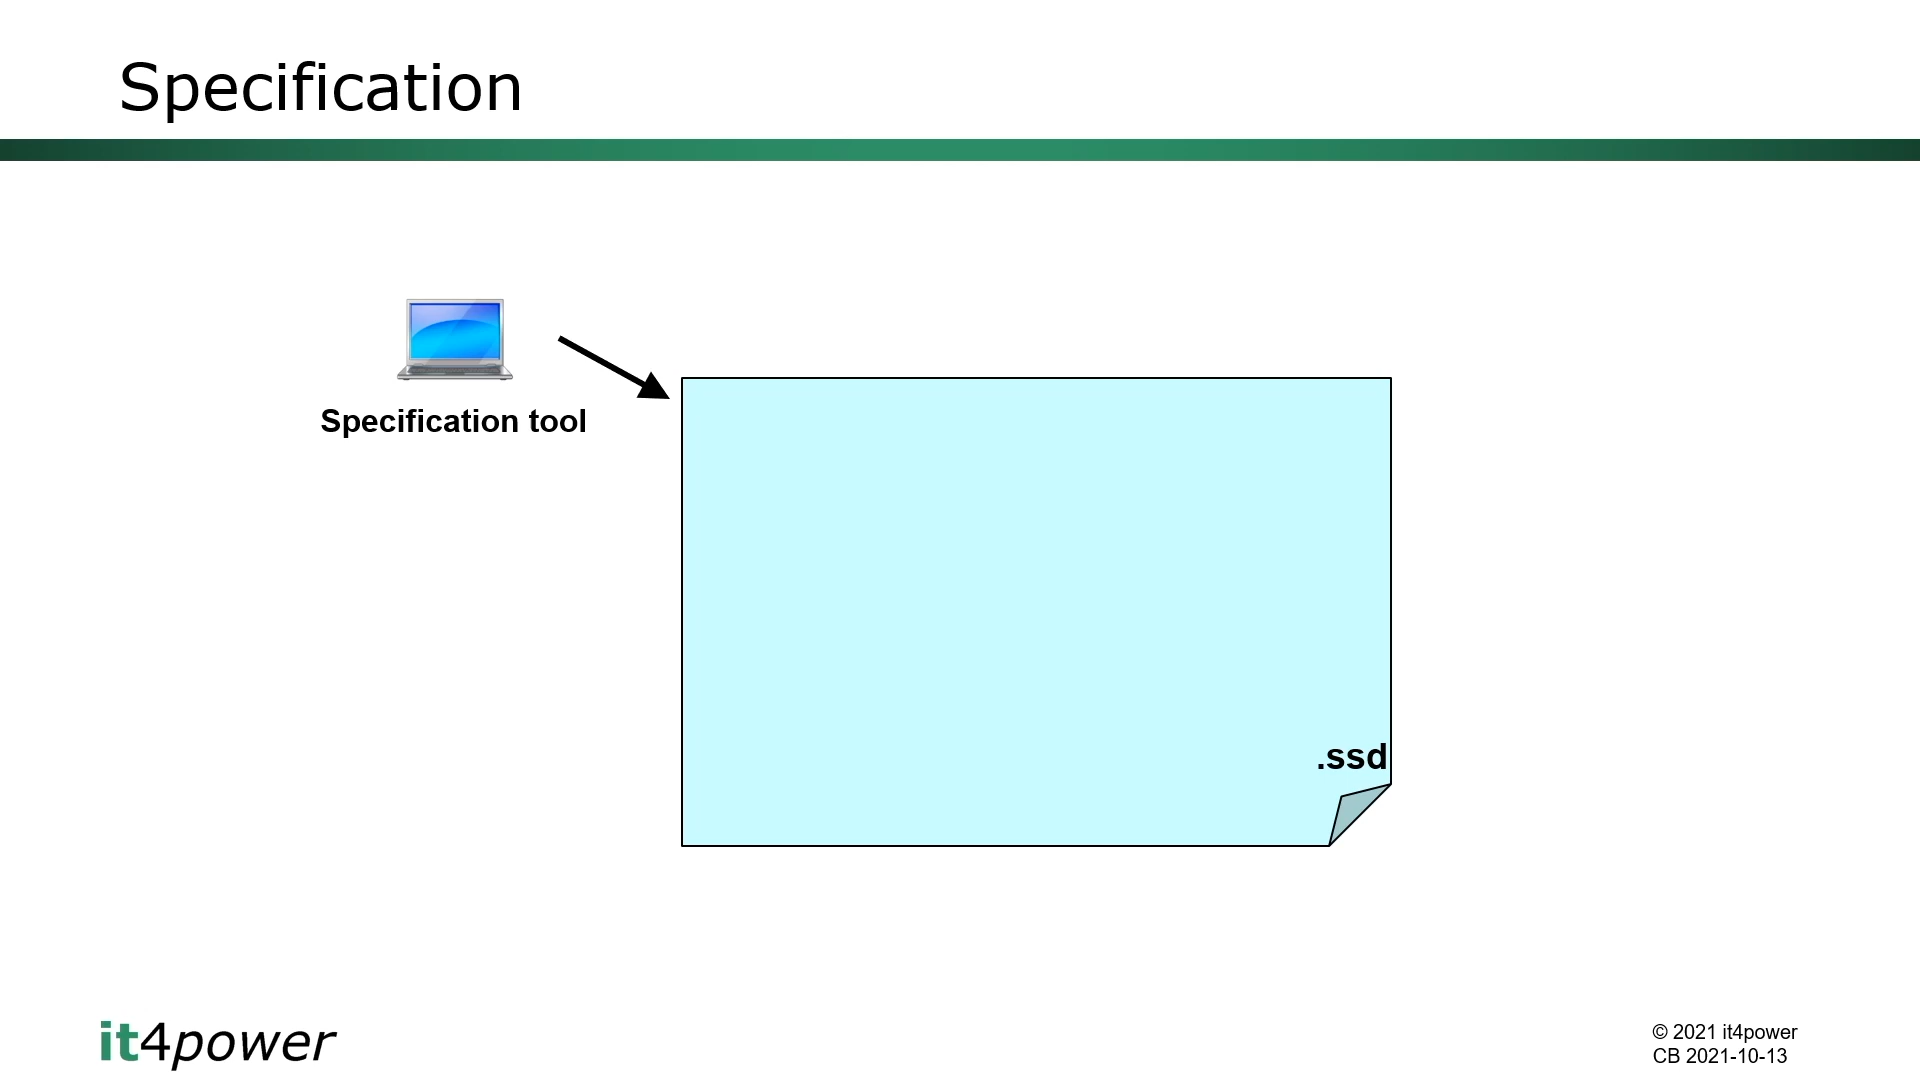 Specification
Specification tool
.ssd
it4power
© 2021 it4power
CB 2021-10-13